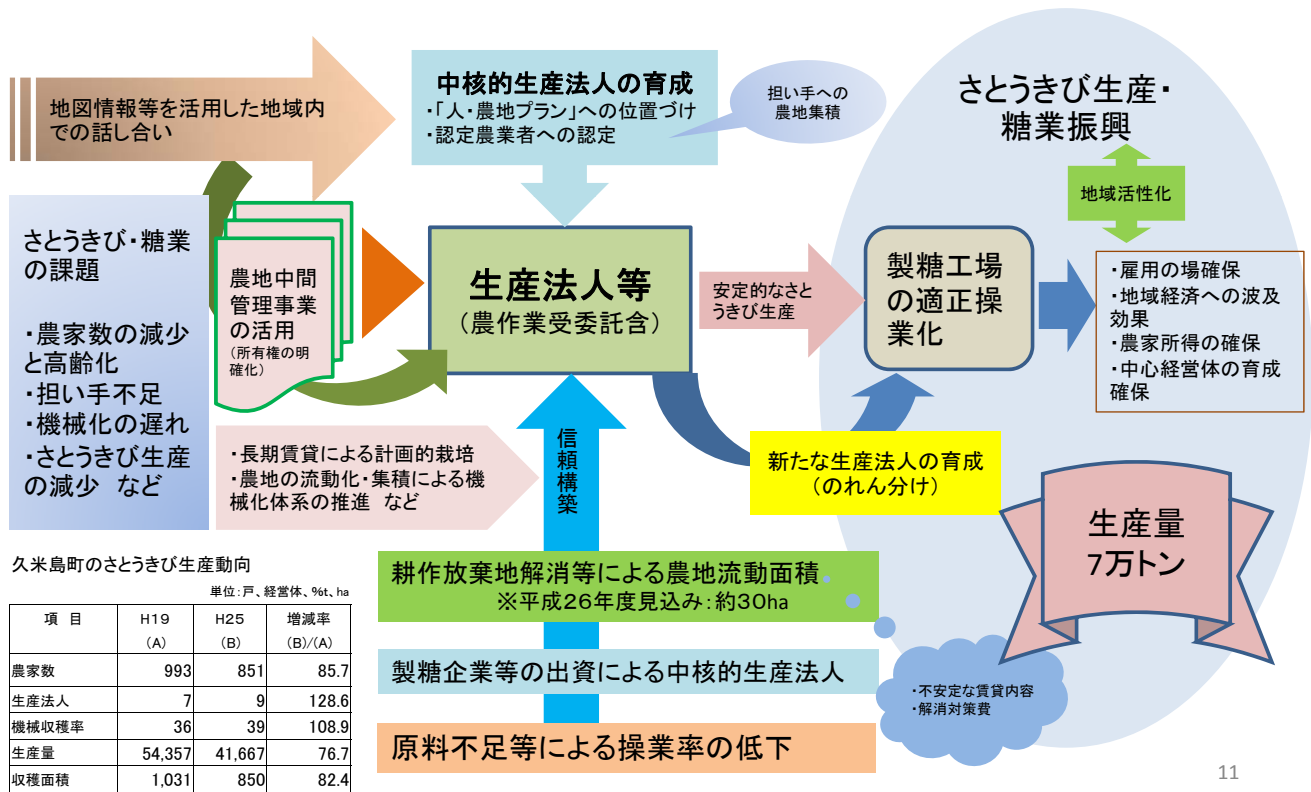 地図情報等を活用した地域内
での話し合い
中核的生産法人の育成
・「人・農地プラン」への位置づけ
・認定農業者への認定
担い手への
農地集積
さとうきび生産・
糖業振興
地域活性化
さとうきび・糖業
の課題
・農家数の減少
と高齢化
・担い手不足
・機械化の遅れ
・さとうきび生産
の減少 など
農地中間
管理事業
の活用
(所有権の明
確化)
生産法人等
(農作業受委託含)
安定的なさと
うきび生産
製糖工場
の適正操
業化
・雇用の場確保
・地域経済への波及
効果
・農家所得の確保
・中心経営体の育成
確保
・長期賃貸による計画的栽培
・農地の流動化・集積による機
械化体系の推進 など
信頼構築
新たな生産法人の育成
(のれん分け)
生産量
7万トン
耕作放棄地解消等による農地流動面積
※平成26年度見込み:約30ha
製糖企業等の出資による中核的生産法人
原料不足等による操業率の低下
・不安定な賃貸内容
・解消対策費
久米島町のさとうきび生産動向
単位:戸、経営体、%t、ha
項 目 H19 H25 増減率
(A) (B) (B)/(A)
農家数 993 851 85.7
生産法人 7 9 128.6
機械収穫率 36 39 108.9
生産量 54,357 41,667 76.7
収穫面積 1,031 850 82.4
11